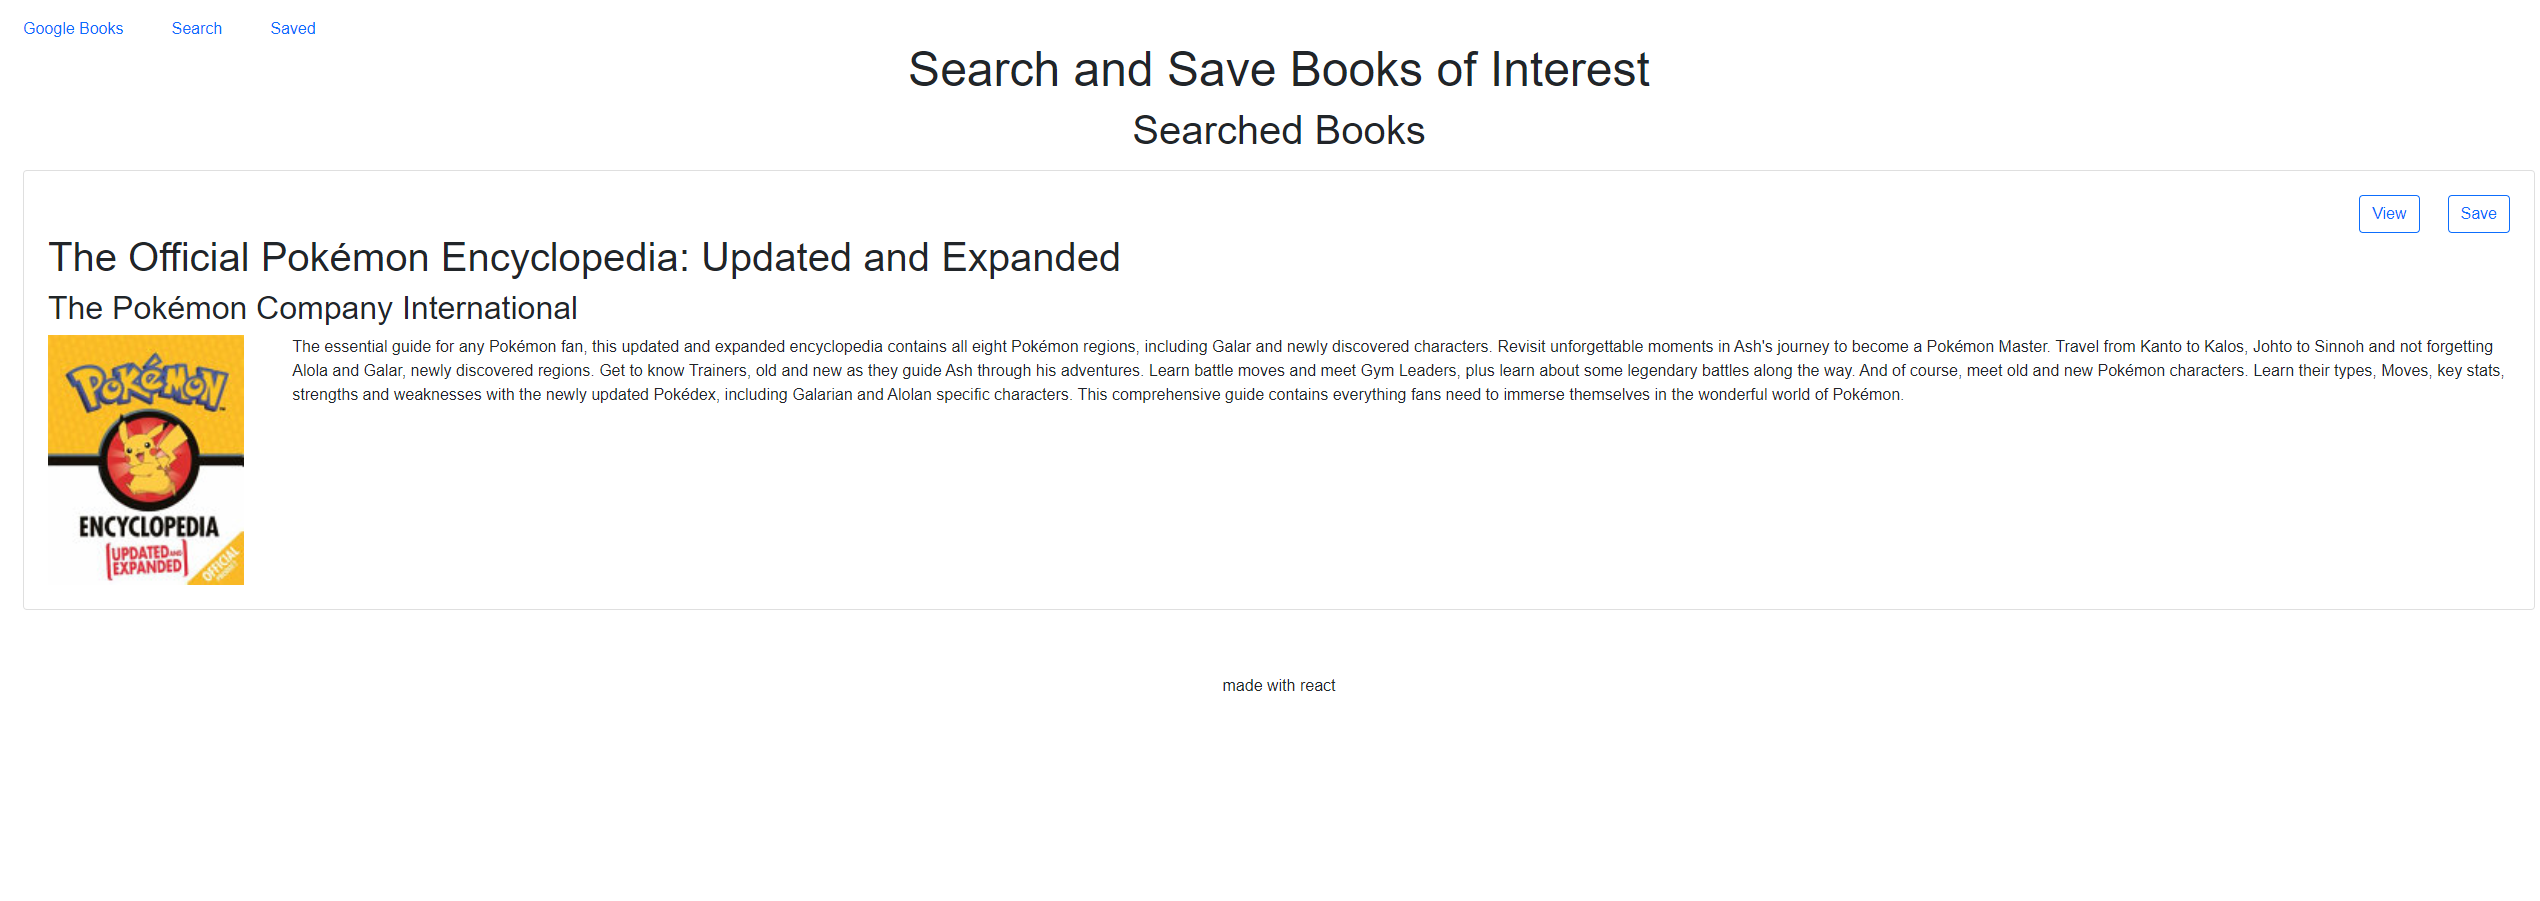 Google Books Search Saved
Search and Save Books of Interest
Searched Books
View Save
The Official Pokémon Encyclopedia: Updated and Expanded
The Pokémon Company International
The essential guide for any Pokémon fan, this updated and expanded encyclopedia contains all eight Pokémon regions, including Galar and newly discovered characters. Revisit unforgettable moments in Ash's journey to become a Pokémon Master. Travel from Kanto to Kalos, Johto to Sinnoh and not forgetting
Alola and Galar, newly discovered regions. Get to know Trainers, old and new as they guide Ash through his adventures. Learn battle moves and meet Gym Leaders, plus learn about some legendary battles along the way. And of course, meet old and new Pokémon characters. Learn their types, Moves, key stats,
strengths and weaknesses with the newly updated Pokédex, including Galarian and Alolan specific characters. This comprehensive guide contains everything fans need to immerse themselves in the wonderful world of Pokémon.
POKéMON
ENCYCLOPEDIA
UPDATED AND
EXPANDED
OFFICIAL
made with react